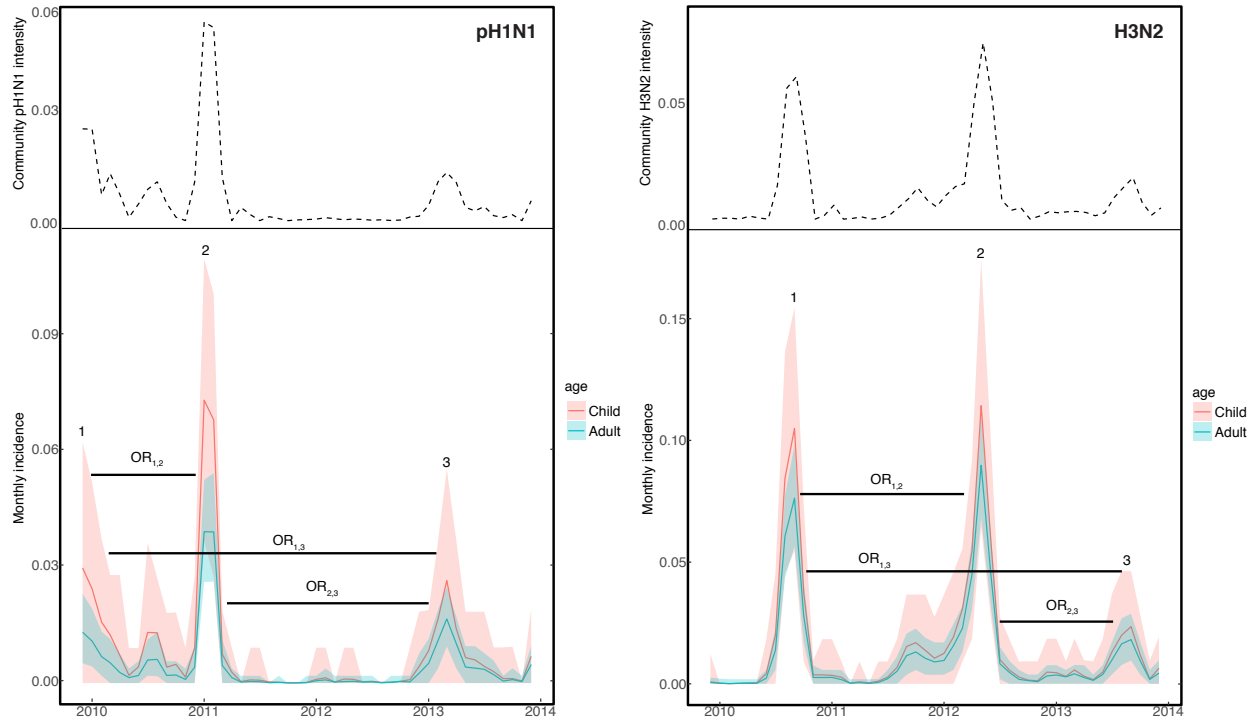 pH1N1
Community pH1N1 intensity
0.06
0.03
0.00
Monthly incidence
0.09
0.06
0.03
0.00
1
2
3
OR1,2
OR1,3
OR2,3
2010
2011
2012
2013
2014
age
Child
Adult
H3N2
Community H3N2 intensity
0.05
0.00
Monthly incidence
0.15
0.10
0.05
0.00
1
2
3
OR1,2
OR1,3
OR2,3
2010
2011
2012
2013
2014
age
Child
Adult